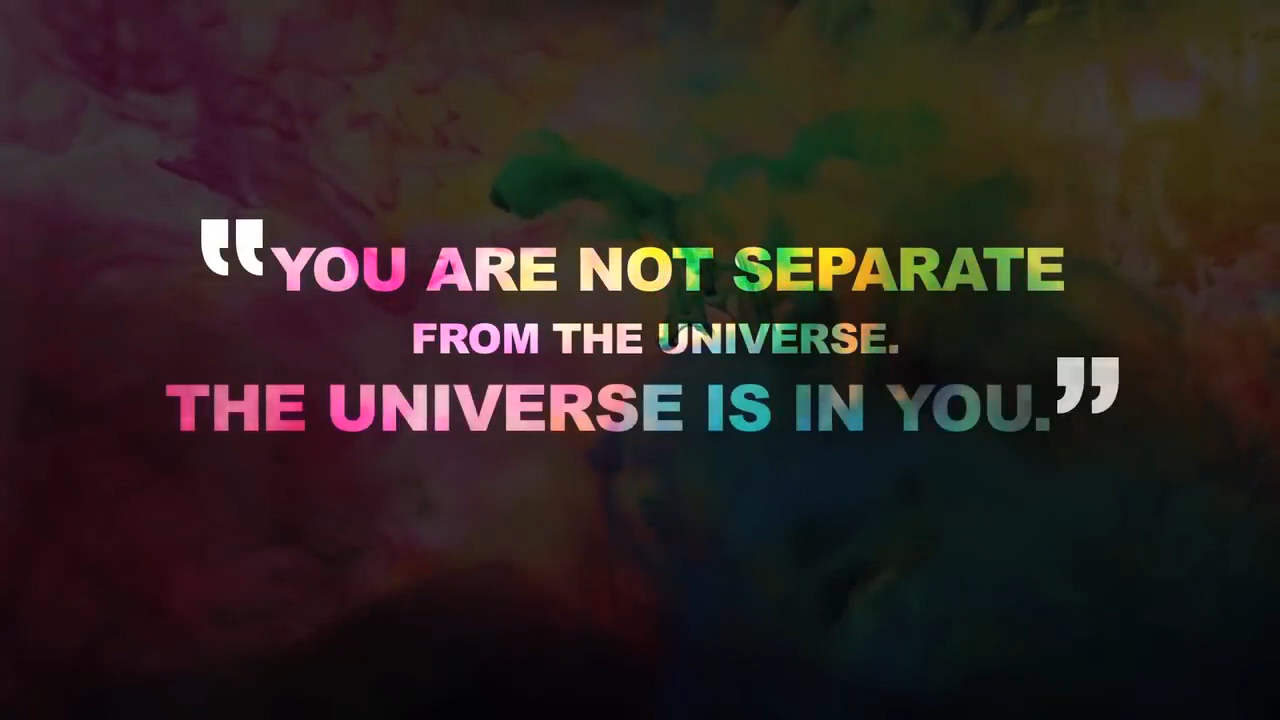 “YOU ARE NOT SEPARATE
FROM THE UNIVERSE.
THE UNIVERSE IS IN YOU.”